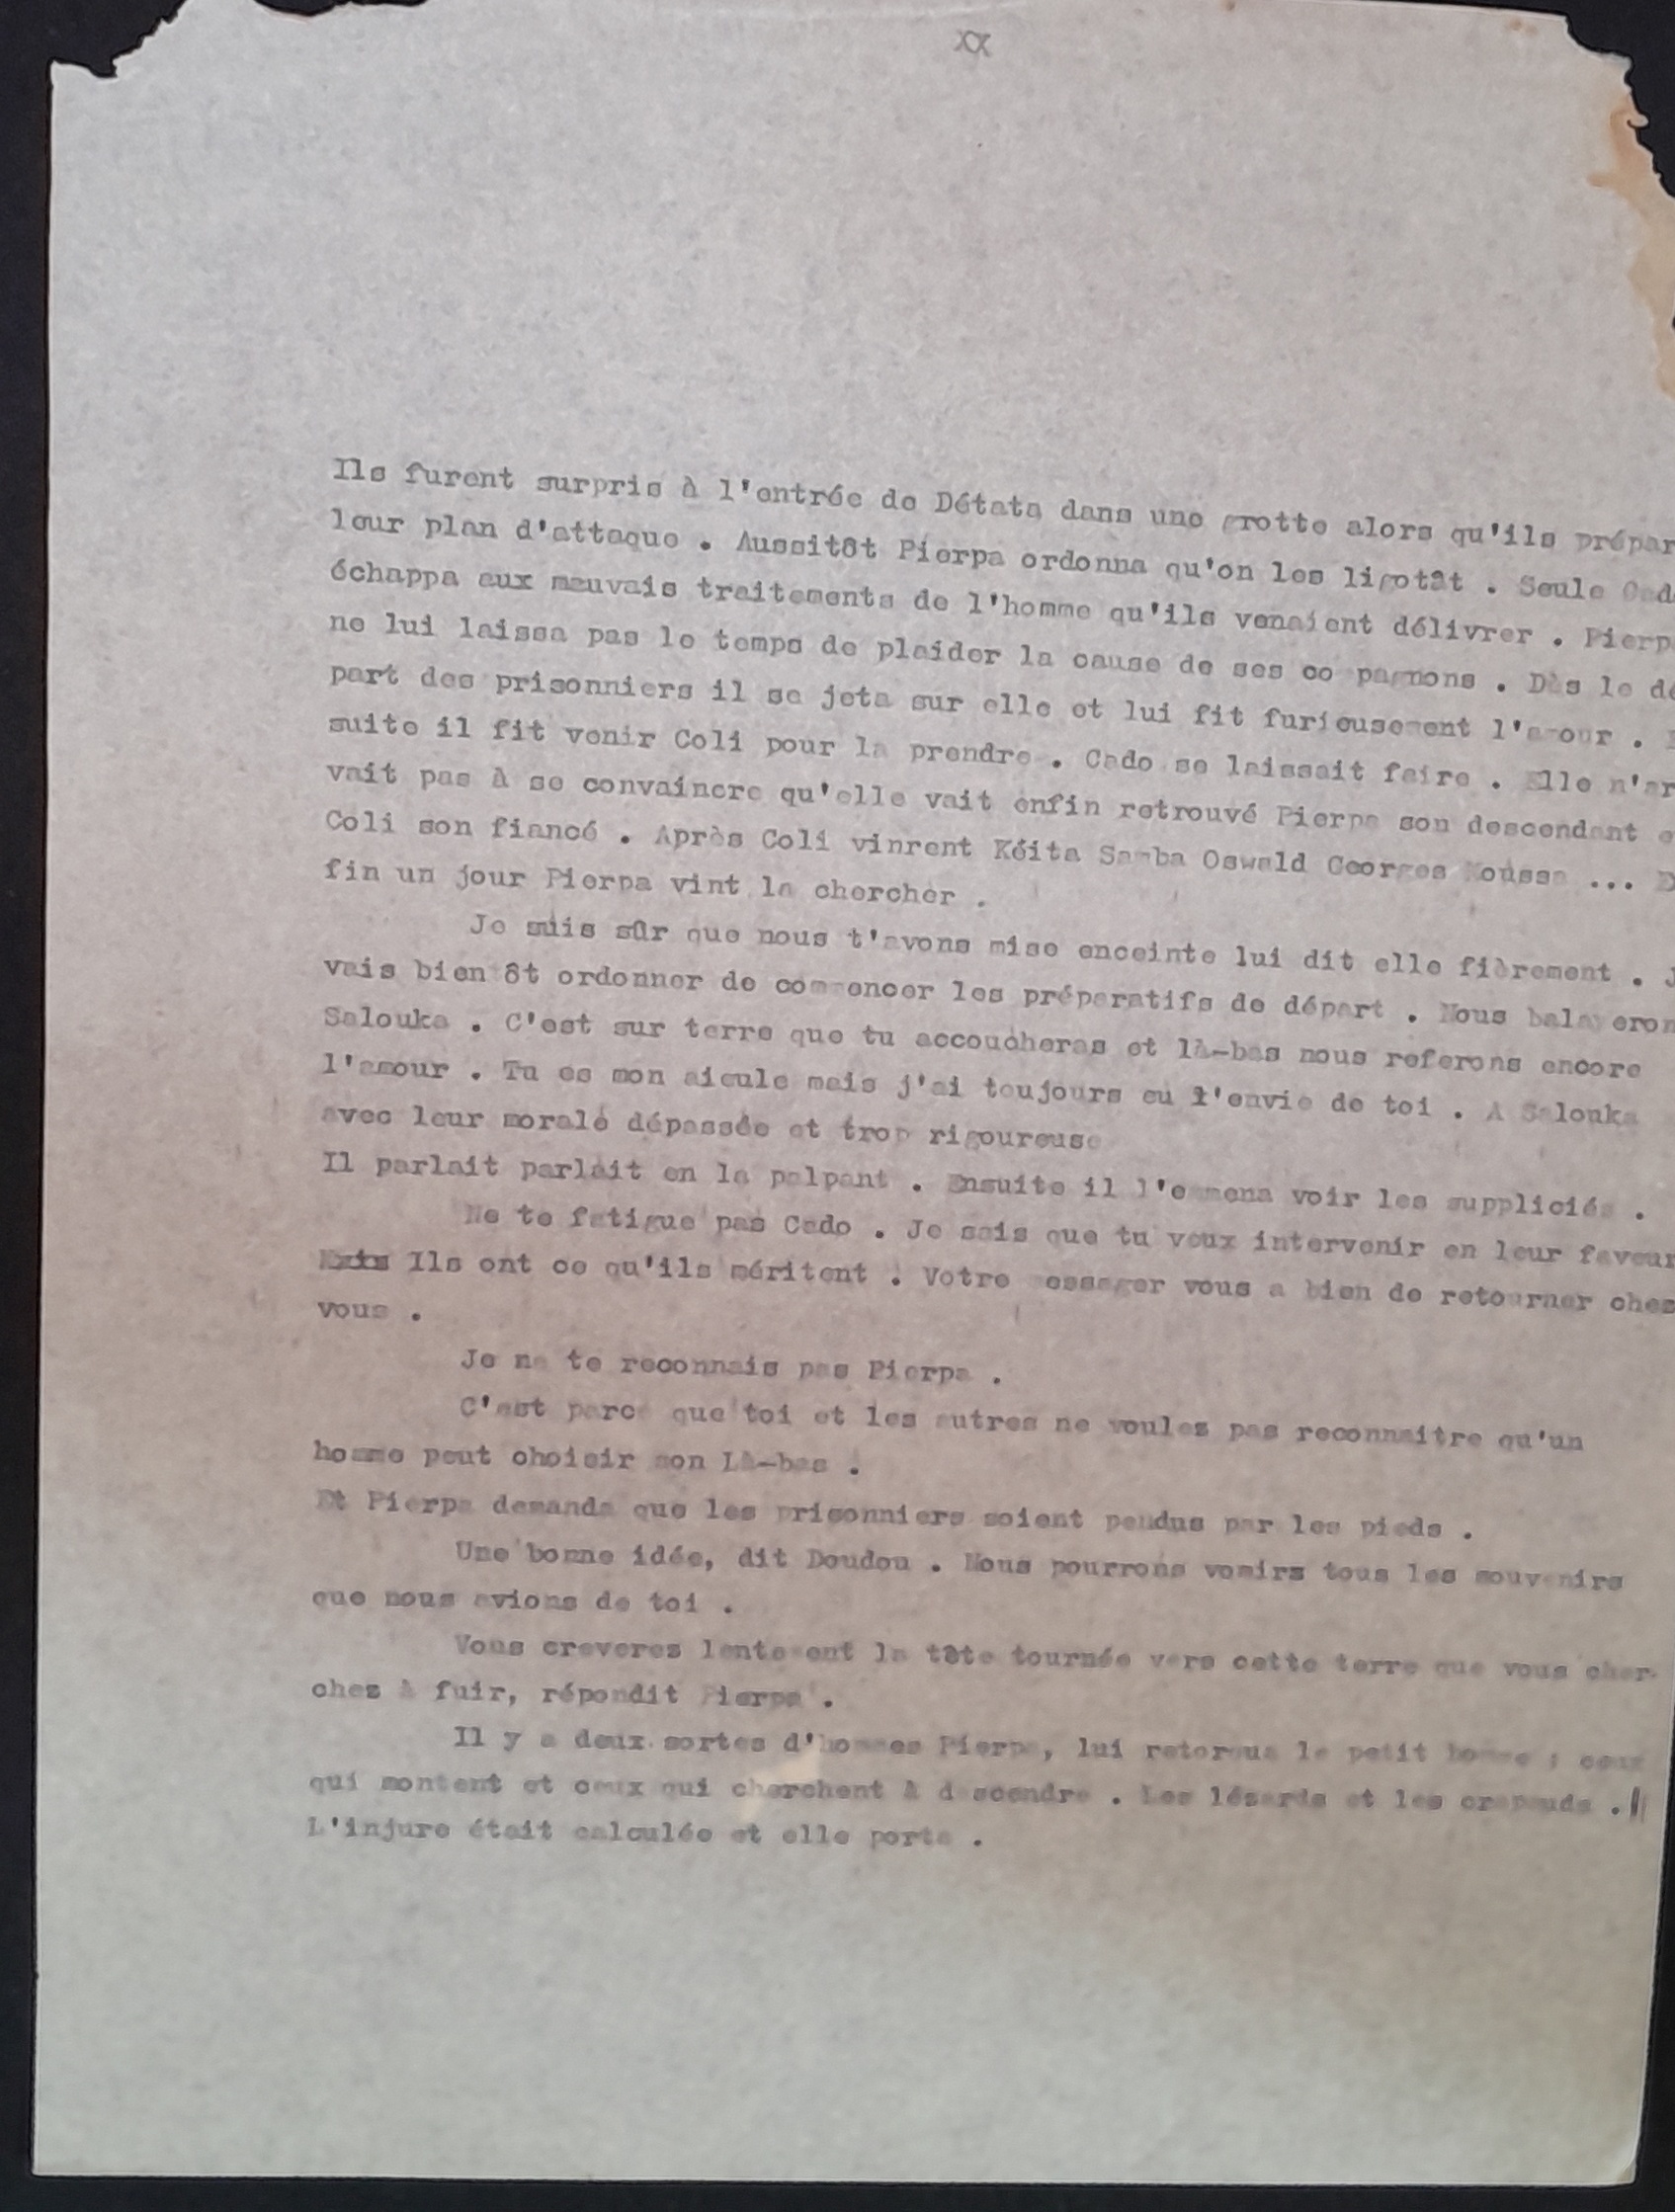 XX
Ils furent surpris à l'entrée de Détata dans une grotte alors qu'ils prépar
leur plan d'attaque . Aussitôt Pierpa ordonna qu'on les ligotât . Seule Cad
échappa aux mauvais traitements de l'homme qu'ils venaient délivrer . Pierpa
ne lui laissa pas le temps de plaider la cause de ses co pagnons . Dès le dé
part des prisonniers il se jeta sur elle et lui fit furieusement l'amour .
suite il fit venir Coli pour la prendre . Cado se laissait faire . Elle n'ar
vait pas à se convaincre qu'elle vait enfin retrouvé Pierpa son descendant e
Coli son fiancé . Après Coli vinrent Kéita Samba Oswald Georges Moussa ...
fin un jour Pierpa vint la chercher .
Je suis sûr que nous t'avons mise enceinte lui dit elle fièrement . J
vais bien ôt ordonner de commencer les préparatifs de départ . Nous balayeron
Salouka . C'est sur terre que tu accoucheras et là-bas nous referons encore
l'amour . Tu es mon aieule mais j'ai toujours eu l'envie de toi . A Salouka
avec leur morale dépassée et trop rigoureuse
Il parlait parlait en la palpant . Ensuite il l'emmena voir les suppliciés .
Ne te fatigue pas Cado . Je sais que tu veux intervenir en leur faveur
Mais Ils ont ce qu'ils méritent . Votre essager vous a bien de retourner chez
vous .
Je ne te reconnais pas Pierpa .
C'est parce que toi et les autres ne voulez pas reconnaitre qu'un
homme peut choisir son Là-bas .
Et Pierpa demanda que les prisonniers soient pendus par les pieds .
Une bonne idée, dit Doudou . Nous pourrons vomirs tous les souvenirs
que nous avions de toi .
Vous creverez lentement la tête tournée vers cette terre que vous cher-
chez à fuir, répondit Pierpa .
Il y a deux sortes d'hommes Pierpa, lui retorqua le petit homme : ceux
qui montent et ceux qui cherchent à descendre . Les lézards et les crapauds .
L'injure était calculée et elle porta .